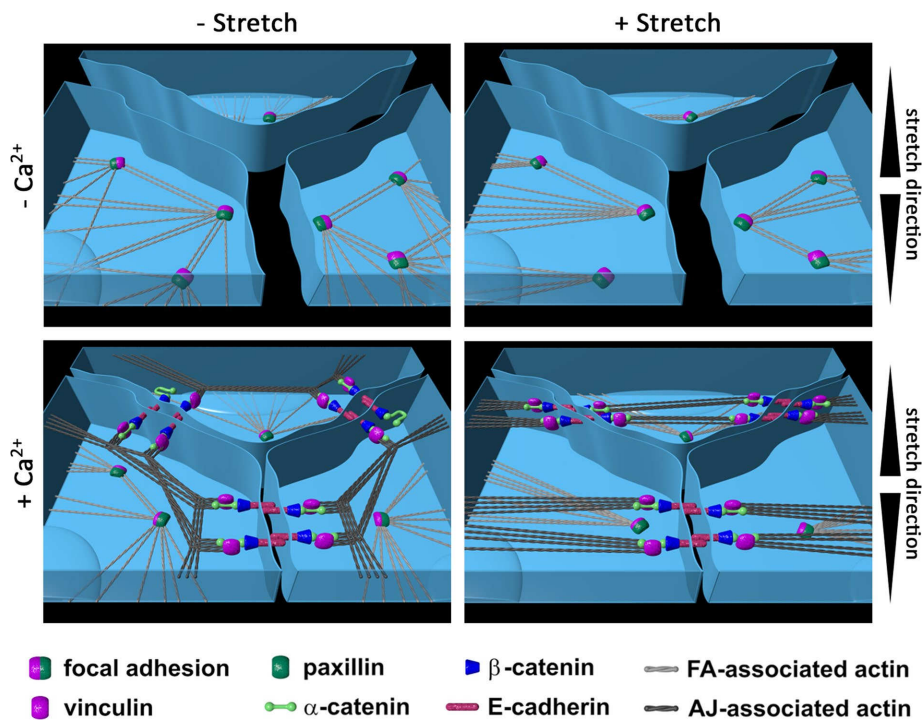 - Stretch
+ Stretch
- Ca²⁺
stretch direction
+ Ca²⁺
stretch direction
focal adhesion
paxillin
β-catenin
FA-associated actin
vinculin
α-catenin
E-cadherin
AJ-associated actin